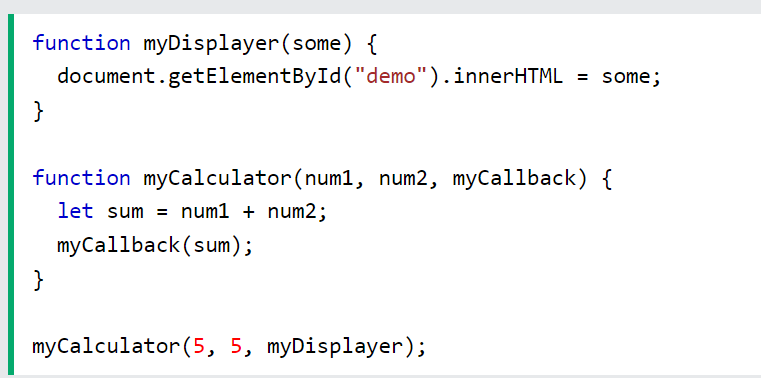 function myDisplayer(some) {
  document.getElementById("demo").innerHTML = some;
}

function myCalculator(num1, num2, myCallback) {
  let sum = num1 + num2;
  myCallback(sum);
}

myCalculator(5, 5, myDisplayer);